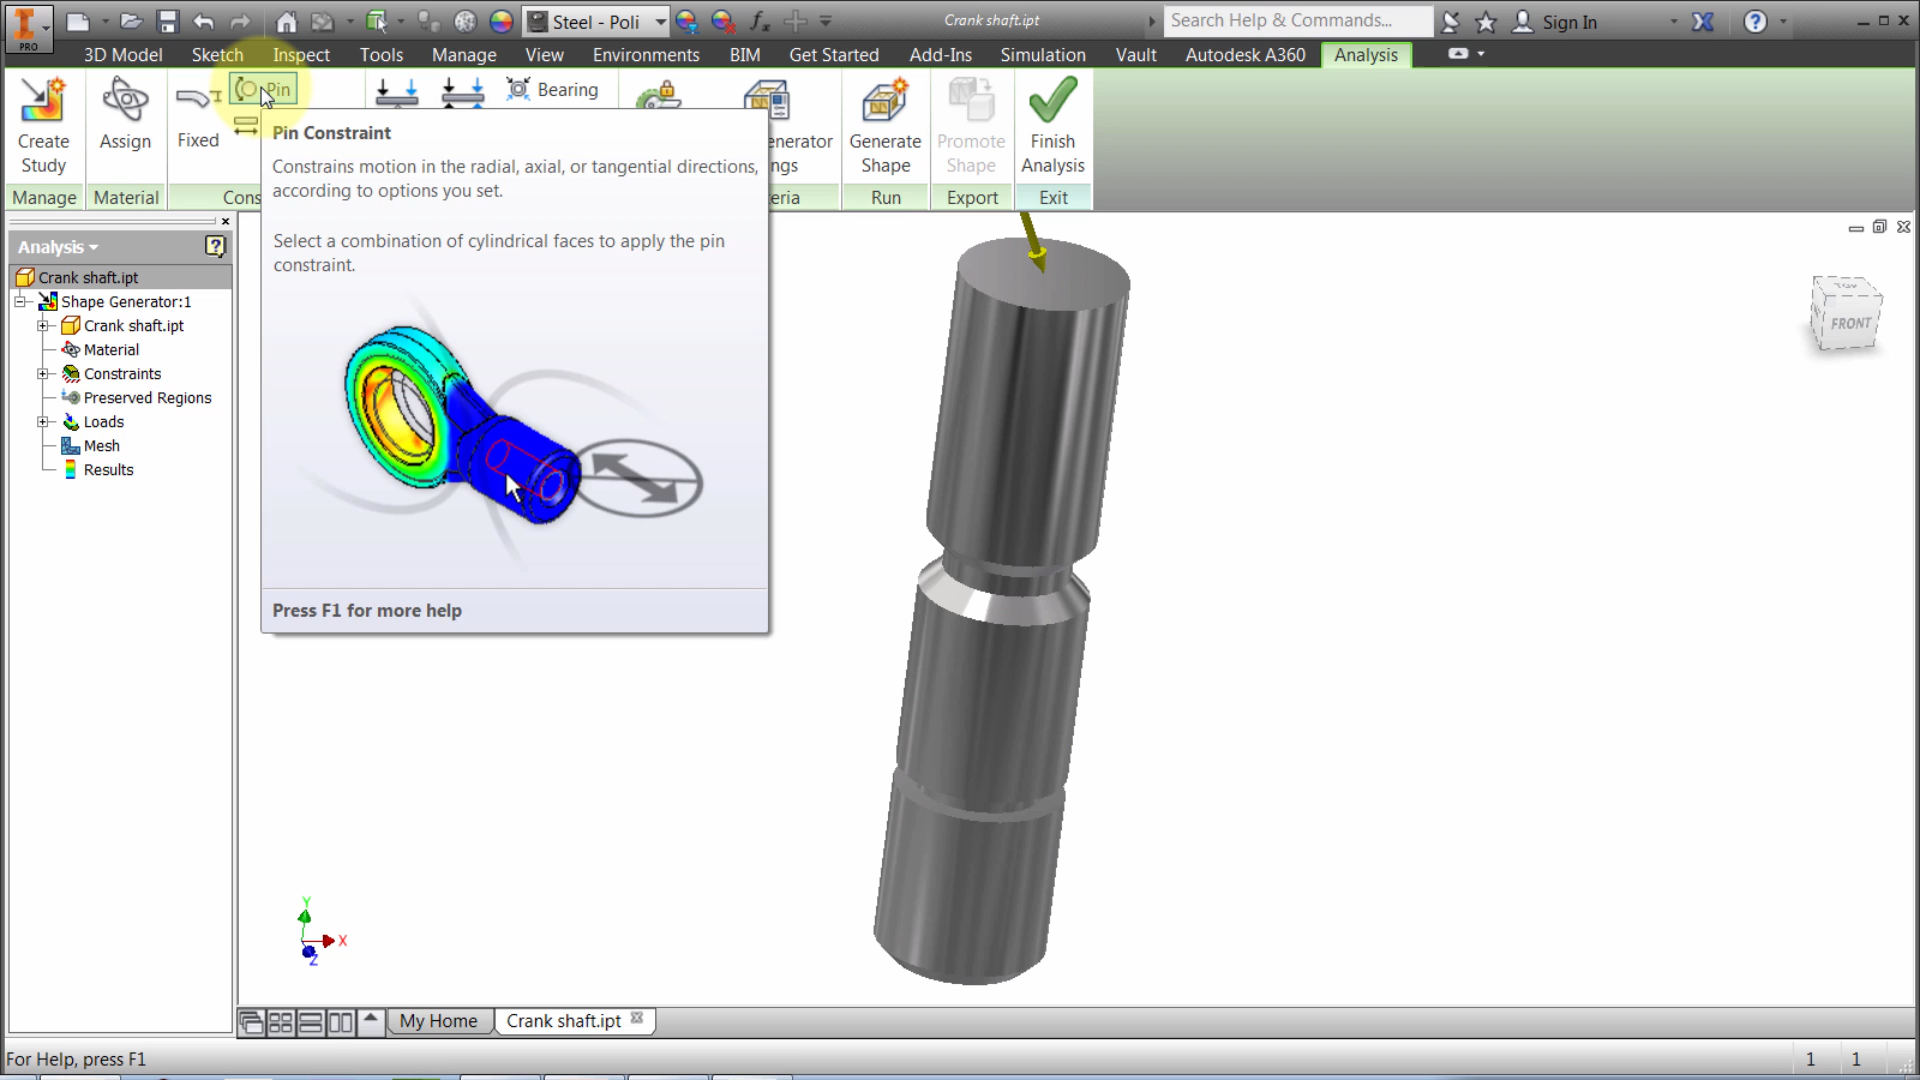 PRO
Steel - Poli
fx
Crank shaft.ipt
Search Help & Commands...
Sign In
3D Model
Sketch
Inspect
Tools
Manage
View
Environments
BIM
Get Started
Add-Ins
Simulation
Vault
Autodesk A360
Analysis
Create
Study
Assign
Fixed
Pin
Bearing
enerator
ngs
Generate
Shape
Promote
Shape
Finish
Analysis
Manage
Material
Cons
eria
Run
Export
Exit
Pin Constraint
Constrains motion in the radial, axial, or tangential directions,
according to options you set.
Select a combination of cylindrical faces to apply the pin
constraint.
Press F1 for more help
Analysis
Crank shaft.ipt
Shape Generator:1
Crank shaft.ipt
Material
Constraints
Preserved Regions
Loads
Mesh
Results
TOP
FRONT
Y
X
Z
My Home
Crank shaft.ipt
For Help, press F1
1
1